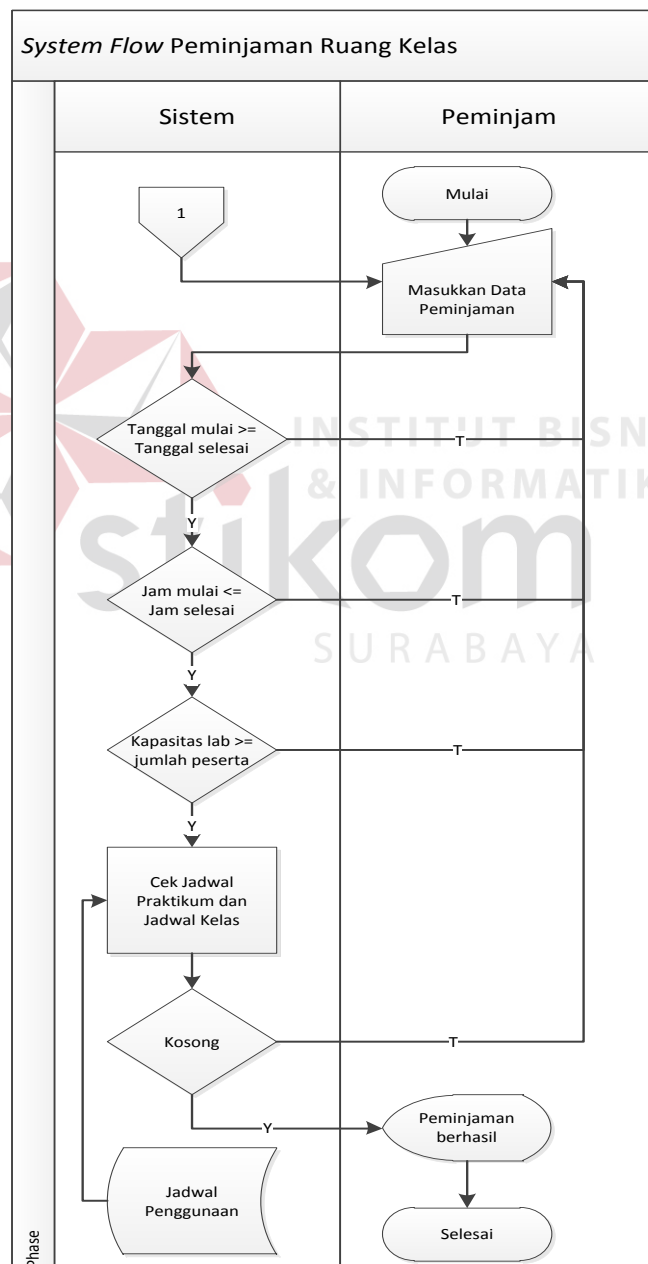 System Flow Peminjaman Ruang Kelas
Sistem
Peminjam
1
Mulai
Masukkan Data
Peminjaman
Tanggal mulai >=
Tanggal selesai
T
INSTITUT BISN
& INFORMATIK
Y
stikom
Jam mulai <=
Jam selesai
T
SURABAYA
Y
Kapasitas lab >=
jumlah peserta
T
Y
Cek Jadwal
Praktikum dan
Jadwal Kelas
Kosong
T
Y
Peminjaman
berhasil
Jadwal
Penggunaan
Selesai
Phase